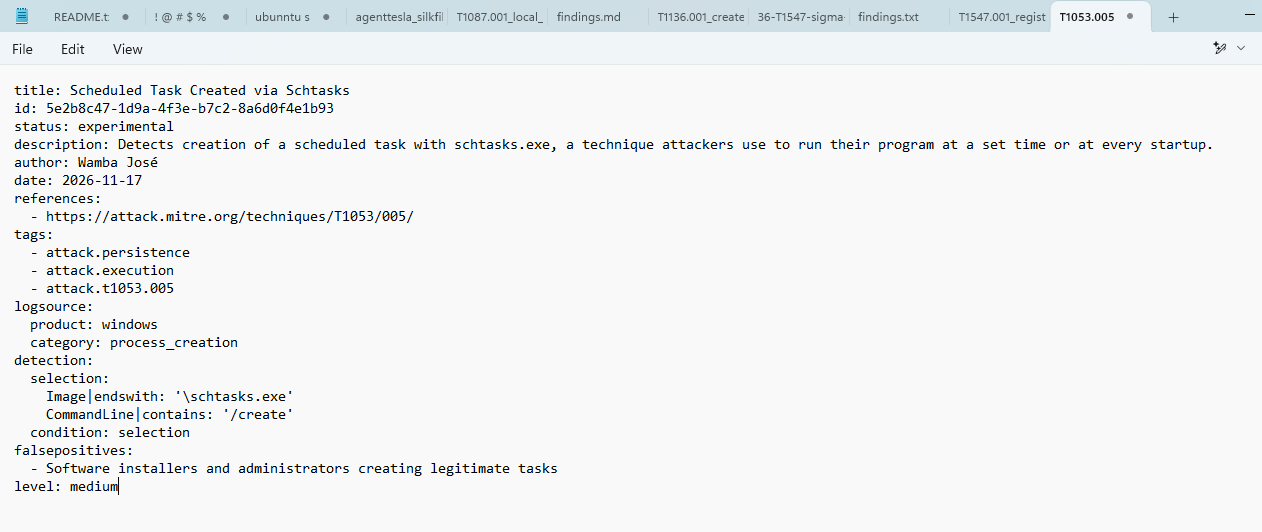 README.t: ! @ # $ % ubunntu s agenttesla_silkfil T1087.001_local_ findings.md T1136.001_create 36-T1547-sigma- findings.txt T1547.001_regist T1053.005
File Edit View
title: Scheduled Task Created via Schtasks
id: 5e2b8c47-1d9a-4f3e-b7c2-8a6d0f4e1b93
status: experimental
description: Detects creation of a scheduled task with schtasks.exe, a technique attackers use to run their program at a set time or at every startup.
author: Wamba José
date: 2026-11-17
references:
  - https://attack.mitre.org/techniques/T1053/005/
tags:
  - attack.persistence
  - attack.execution
  - attack.t1053.005
logsource:
  product: windows
  category: process_creation
detection:
  selection:
    Image|endswith: '\schtasks.exe'
    CommandLine|contains: '/create'
  condition: selection
falsepositives:
  - Software installers and administrators creating legitimate tasks
level: medium